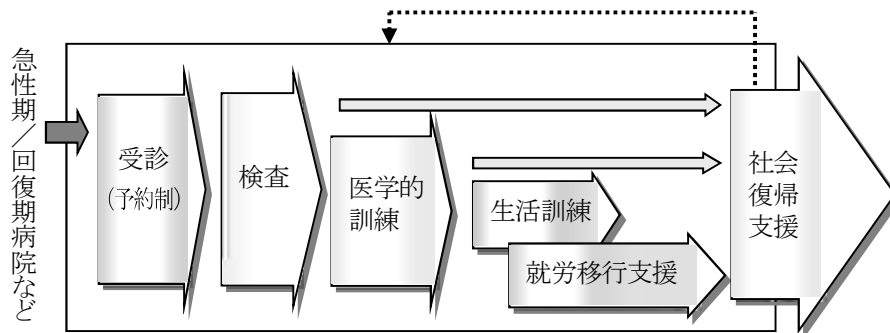 急性期／回復期病院など
受診
(予約制)
検査
医学的
訓練
生活訓練
就労移行支援
社会
復帰
支援